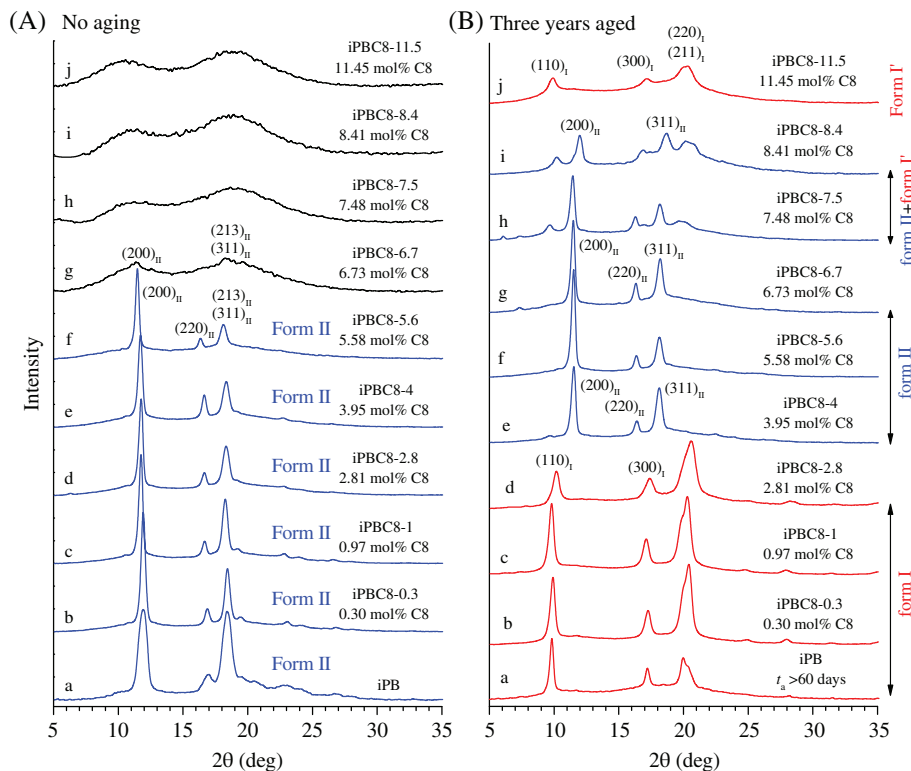 (A) No aging
Intensity
j
iPBC8-11.5
11.45 mol% C8
i
iPBC8-8.4
8.41 mol% C8
h
iPBC8-7.5
7.48 mol% C8
g
(200)II
(213)II
(311)II
iPBC8-6.7
6.73 mol% C8
f
(200)II
(220)II
(213)II
(311)II
Form II
iPBC8-5.6
5.58 mol% C8
e
Form II
iPBC8-4
3.95 mol% C8
d
Form II
iPBC8-2.8
2.81 mol% C8
c
Form II
iPBC8-1
0.97 mol% C8
b
Form II
iPBC8-0.3
0.30 mol% C8
a
Form II
iPB
5 10 15 20 25 30 35
2θ (deg)
(B) Three years aged
j
(110)I
(300)I
(220)I
(211)I
iPBC8-11.5
11.45 mol% C8
Form I'
i
(200)II
(311)II
iPBC8-8.4
8.41 mol% C8
h
iPBC8-7.5
7.48 mol% C8
form II+form I'
g
(200)II
(220)II
(311)II
iPBC8-6.7
6.73 mol% C8
f
iPBC8-5.6
5.58 mol% C8
form II
e
(200)II
(220)II
(311)II
iPBC8-4
3.95 mol% C8
d
(110)I
(300)I
iPBC8-2.8
2.81 mol% C8
c
iPBC8-1
0.97 mol% C8
form I
b
iPBC8-0.3
0.30 mol% C8
a
iPB
ta >60 days
5 10 15 20 25 30 35
2θ (deg)